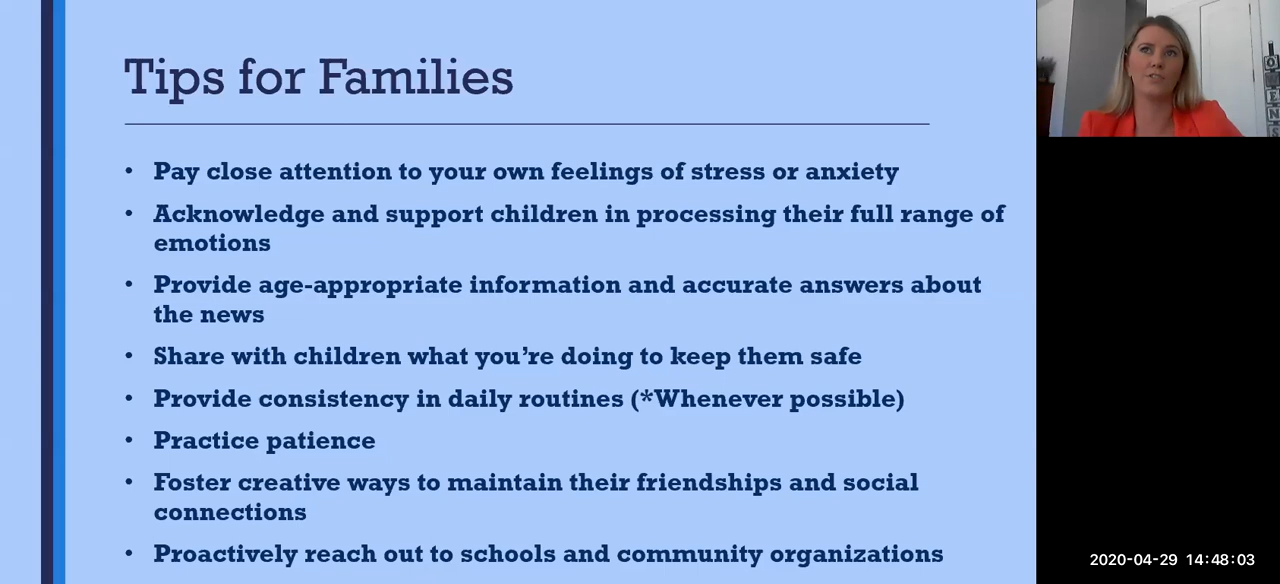 Tips for Families
• Pay close attention to your own feelings of stress or anxiety
• Acknowledge and support children in processing their full range of
emotions
• Provide age-appropriate information and accurate answers about
the news
• Share with children what you’re doing to keep them safe
• Provide consistency in daily routines (*Whenever possible)
• Practice patience
• Foster creative ways to maintain their friendships and social
connections
• Proactively reach out to schools and community organizations
O
E
N
S
2020-04-29 14:48:03